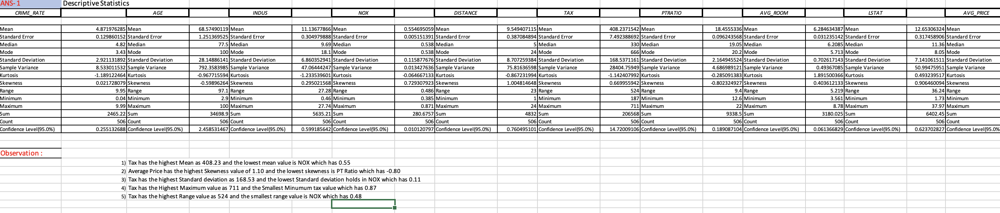 ANS- 1 Descriptive Statistics
CRIME_RATE AGE INDUS NOX DISTANCE TAX PTRATIO AVG_ROOM LSTAT AVG_PRICE
Mean 4.871976285 Mean 68.57490119 Mean 11.13677866 Mean 0.554695059 Mean 9.549407115 Mean 408.2371542 Mean 18.4555336 Mean 6.284634387 Mean 12.65306324 Mean
Standard Error 0.129860152 Standard Error 1.251369525 Standard Error 0.304979888 Standard Error 0.005151391 Standard Error 0.387084894 Standard Error 7.492388692 Standard Error 0.096243568 Standard Error 0.031235142 Standard Error 0.317458906 Standard Error
Median 4.82 Median 77.5 Median 9.69 Median 0.538 Median 5 Median 330 Median 19.05 Median 6.2085 Median 11.36 Median
Mode 3.43 Mode 100 Mode 18.1 Mode 0.538 Mode 24 Mode 666 Mode 20.2 Mode 5.713 Mode 8.05 Mode
Standard Deviation 2.921131892 Standard Deviation 28.14886141 Standard Deviation 6.860352941 Standard Deviation 0.115877676 Standard Deviation 8.707259384 Standard Deviation 168.5371161 Standard Deviation 2.164945524 Standard Deviation 0.702617143 Standard Deviation 7.141061511 Standard Deviation
Sample Variance 8.533011532 Sample Variance 792.3583985 Sample Variance 47.06444247 Sample Variance 0.013427636 Sample Variance 75.81636598 Sample Variance 28404.75949 Sample Variance 4.686989121 Sample Variance 0.49367085 Sample Variance 50.99475951 Sample Variance
Kurtosis -1.189122464 Kurtosis -0.967715594 Kurtosis -1.233539601 Kurtosis -0.064667133 Kurtosis -0.867231994 Kurtosis -1.142407992 Kurtosis -0.285091383 Kurtosis 1.891500366 Kurtosis 0.493239517 Kurtosis
Skewness 0.021728079 Skewness -0.59896264 Skewness 0.295021568 Skewness 0.729307923 Skewness 1.004814648 Skewness 0.669955942 Skewness -0.802324927 Skewness 0.403612133 Skewness 0.906460094 Skewness
Range 9.95 Range 97.1 Range 27.28 Range 0.486 Range 23 Range 524 Range 9.4 Range 5.219 Range 36.24 Range
Minimum 0.04 Minimum 2.9 Minimum 0.46 Minimum 0.385 Minimum 1 Minimum 187 Minimum 12.6 Minimum 3.561 Minimum 1.73 Minimum
Maximum 9.99 Maximum 100 Maximum 27.74 Maximum 0.871 Maximum 24 Maximum 711 Maximum 22 Maximum 8.78 Maximum 37.97 Maximum
Sum 2465.22 Sum 34698.9 Sum 5635.21 Sum 280.6757 Sum 4832 Sum 206568 Sum 9338.5 Sum 3180.025 Sum 6402.45 Sum
Count 506 Count 506 Count 506 Count 506 Count 506 Count 506 Count 506 Count 506 Count 506 Count
Confidence Level(95.0%) 0.255132688 Confidence Level(95.0%) 2.458531467 Confidence Level(95.0%) 0.599185642 Confidence Level(95.0%) 0.010120797 Confidence Level(95.0%) 0.760495101 Confidence Level(95.0%) 14.72009106 Confidence Level(95.0%) 0.189087104 Confidence Level(95.0%) 0.061366829 Confidence Level(95.0%) 0.623702827 Confidence Level(95.0%
Observation :
1) Tax has the highest Mean as 408.23 and the lowest mean value is NOX which has 0.55
2) Average Price has the highest Skewness value of 1.10 and the lowest skewness is PT Ratio which has -0.80
3) Tax has the highest Standard deviation as 168.53 and the lowest Standard deviation holds in NOX which has 0.11
4) Tax has the Highest Maximum value as 711 and the Smallest Minumum tax value which has 0.87
5) Tax has the highest Range value as 524 and the smallest range value is NOX which has 0.48